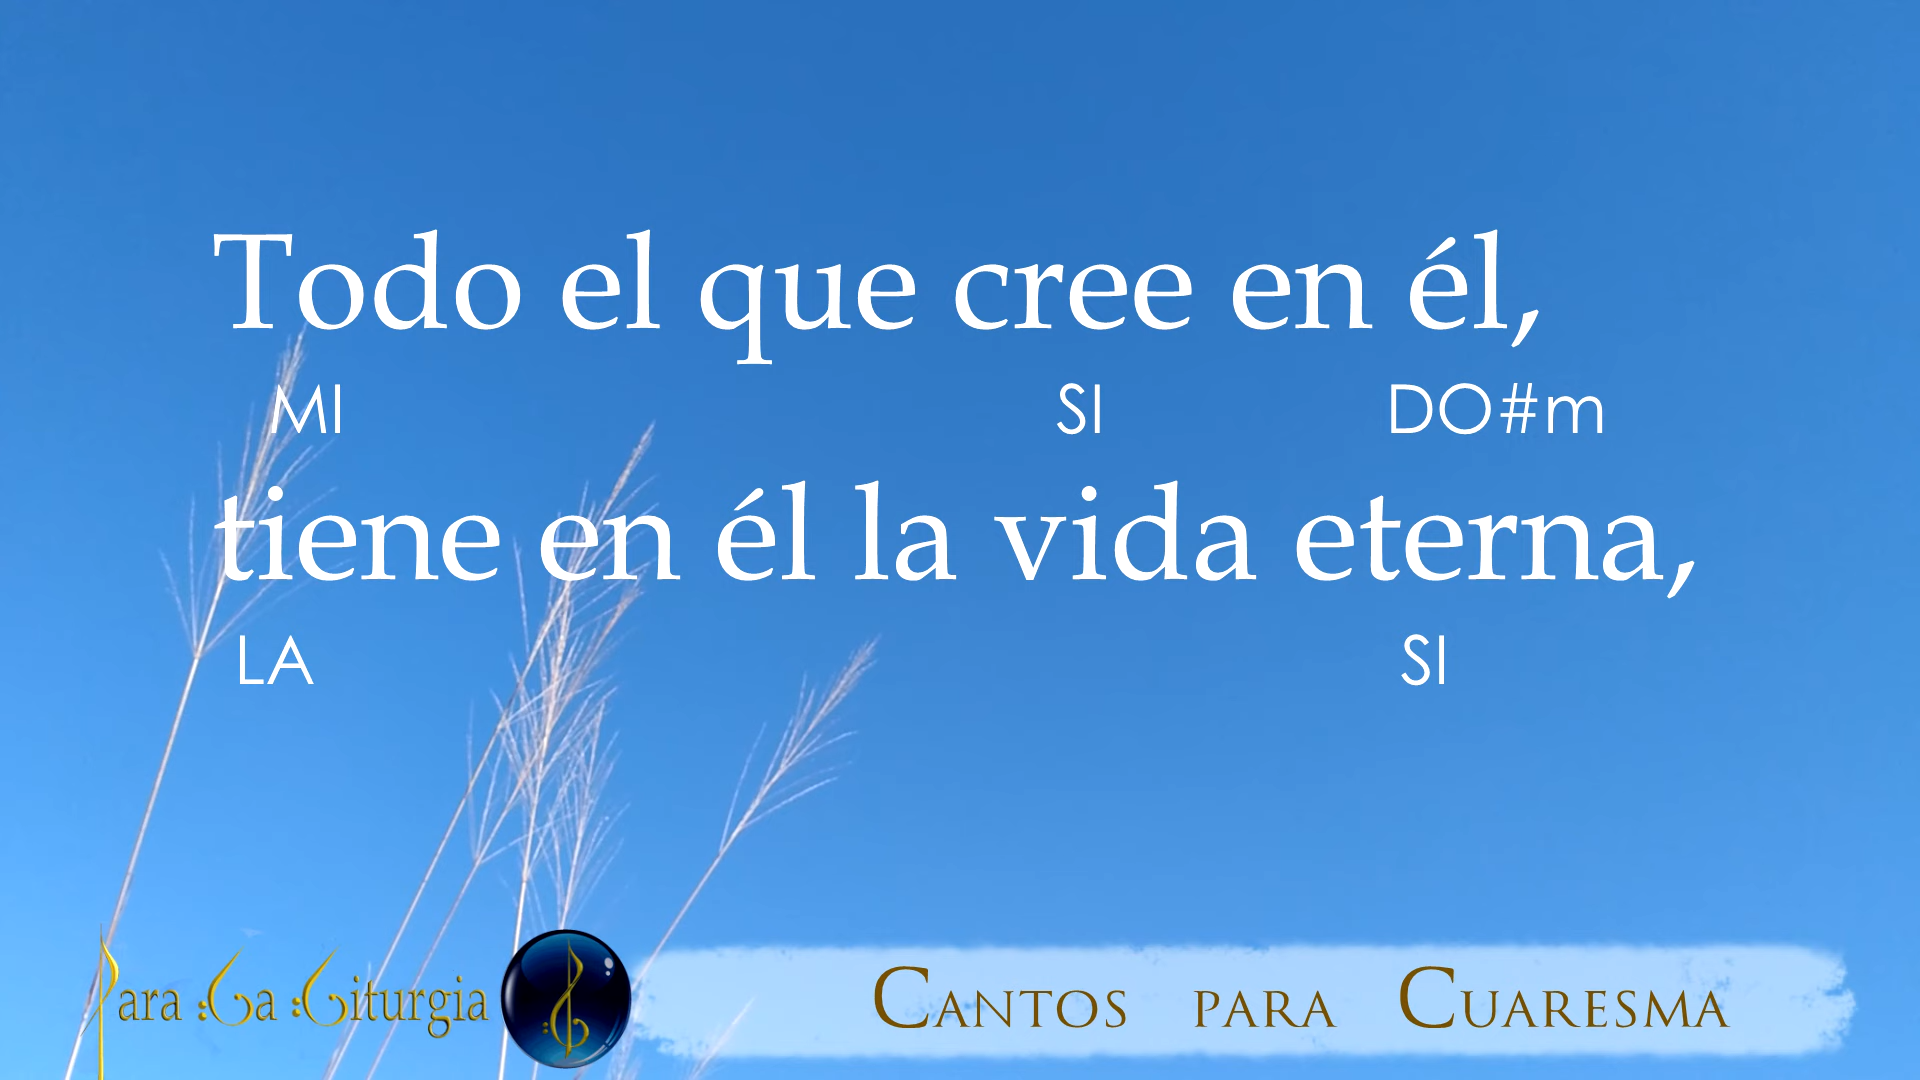 Todo el que cree en él,
MI SI DO#m
tiene en él la vida eterna,
LA SI
Para La Liturgia
CANTOS PARA CUARESMA